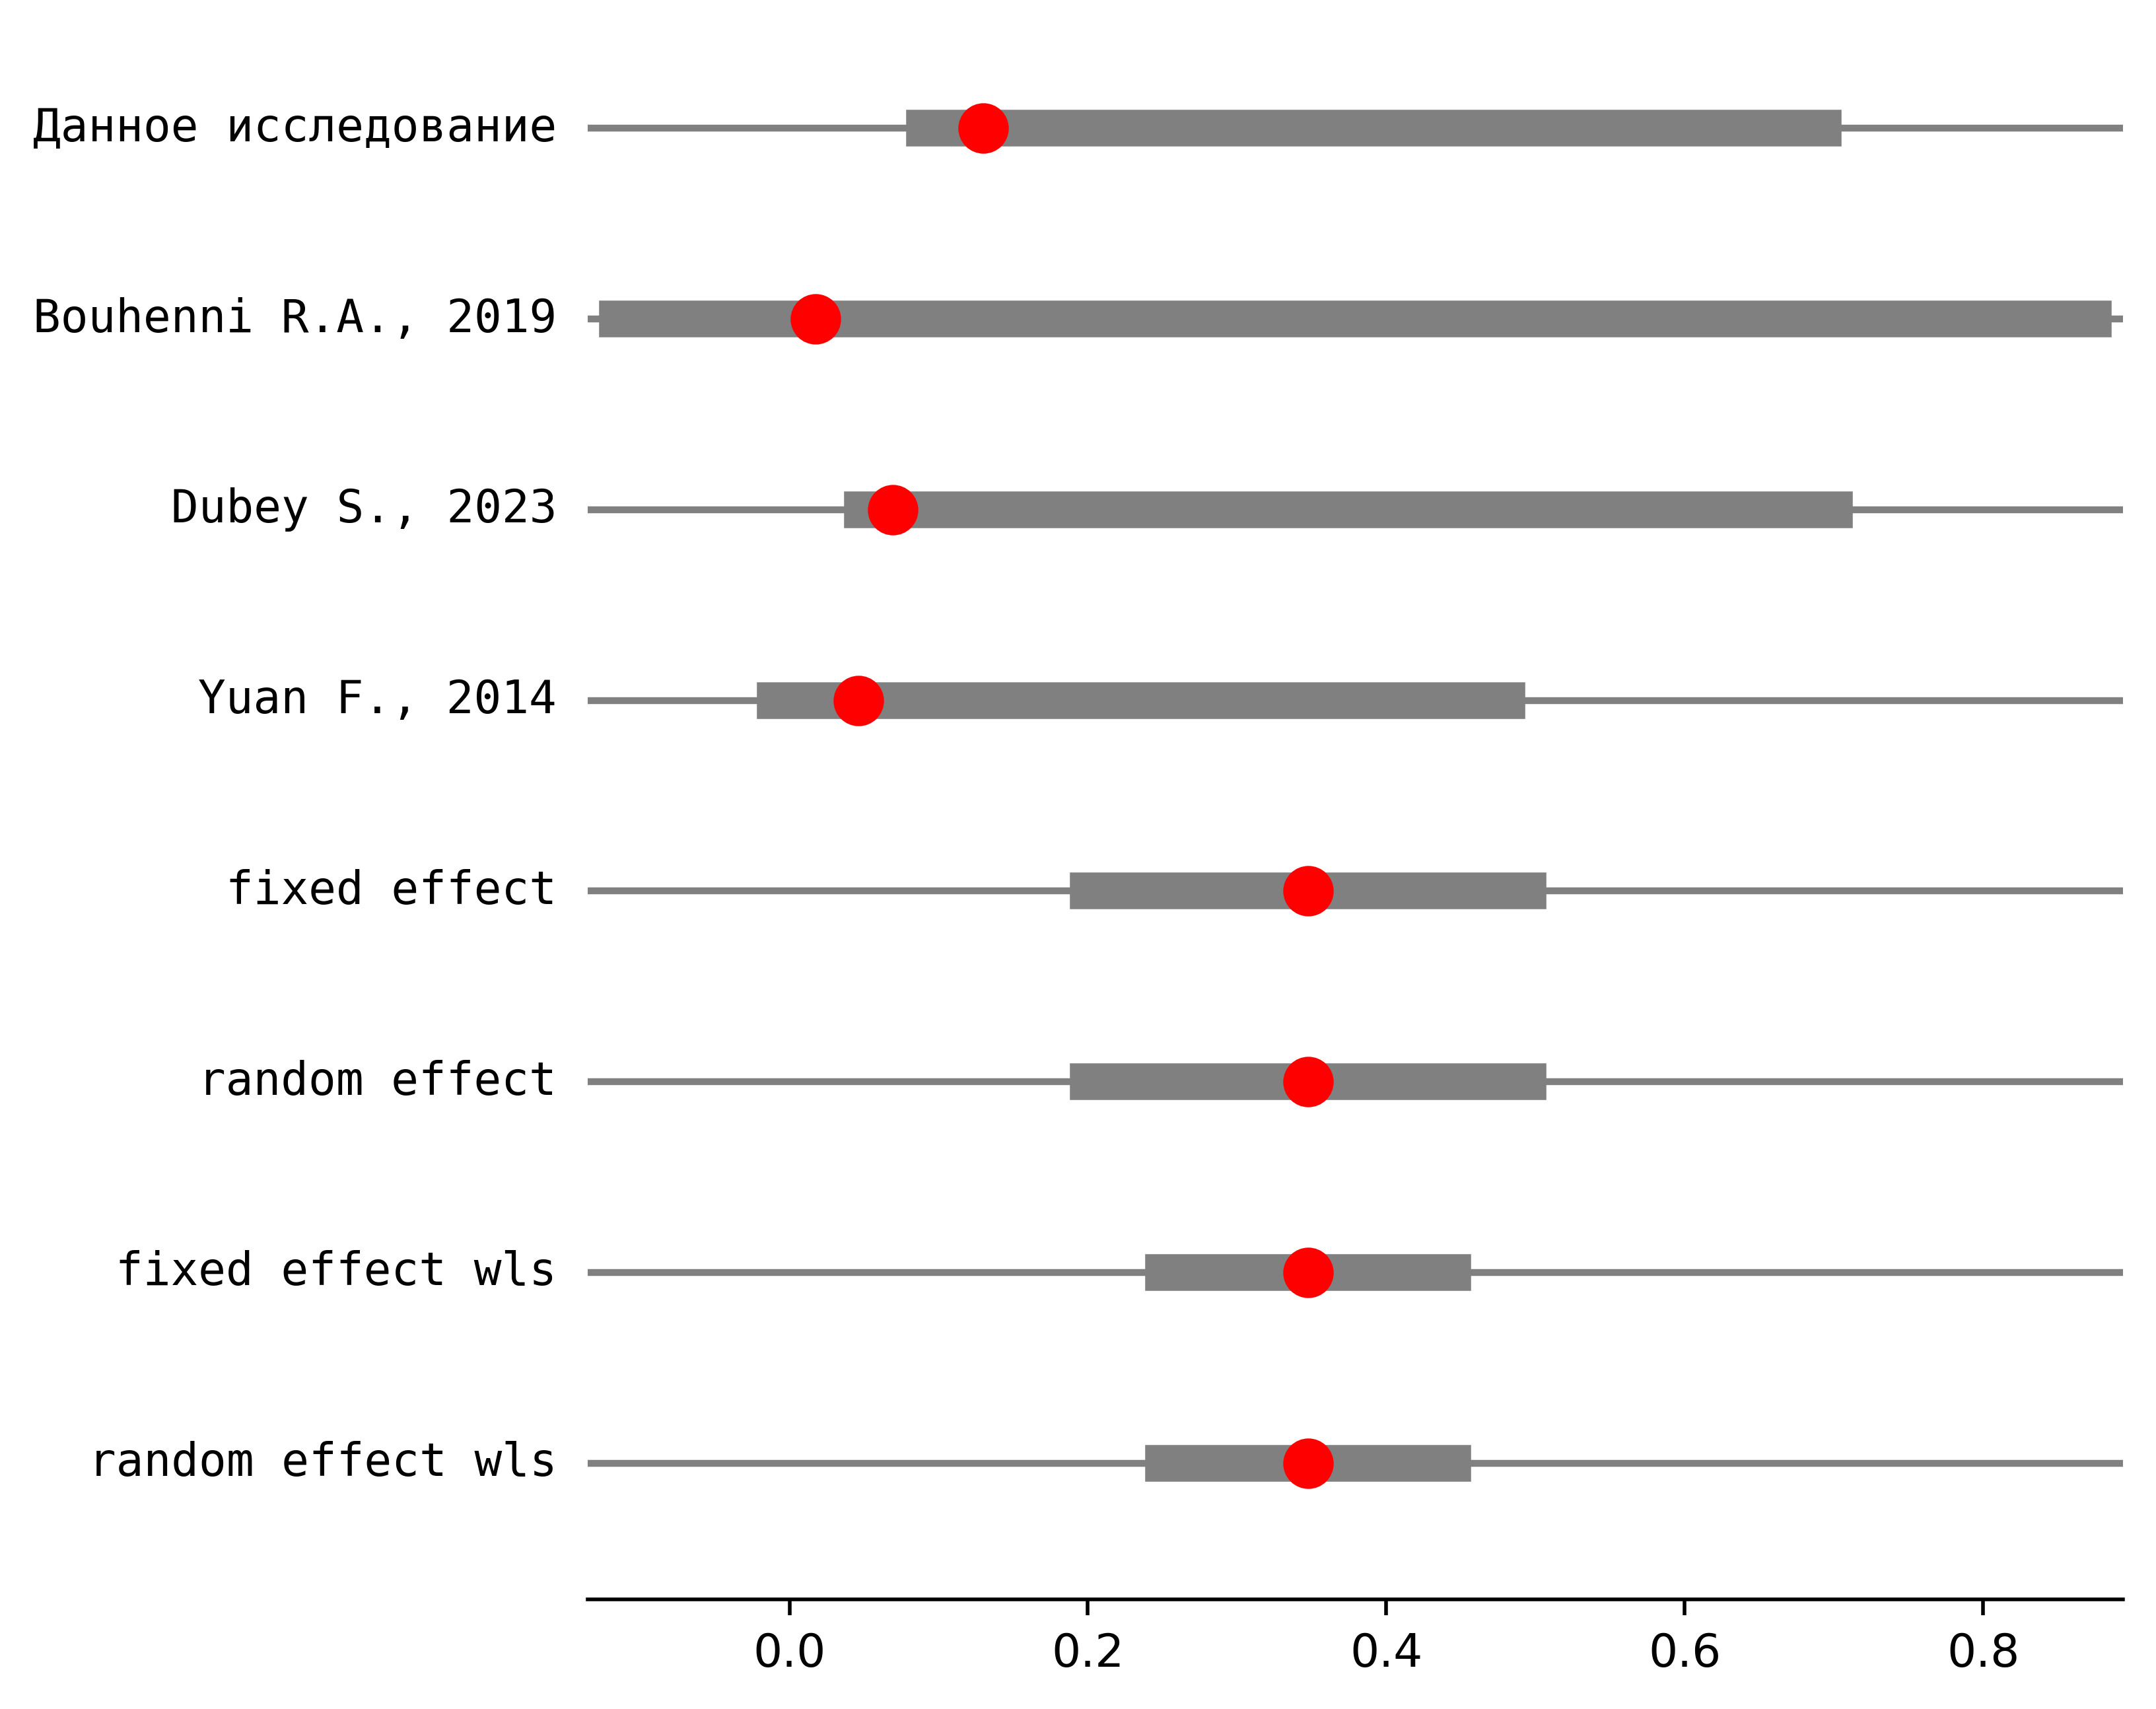 Данное исследование
Bouhenni R.A., 2019
Dubey S., 2023
Yuan F., 2014
fixed effect
random effect
fixed effect wls
random effect wls
0.0 0.2 0.4 0.6 0.8